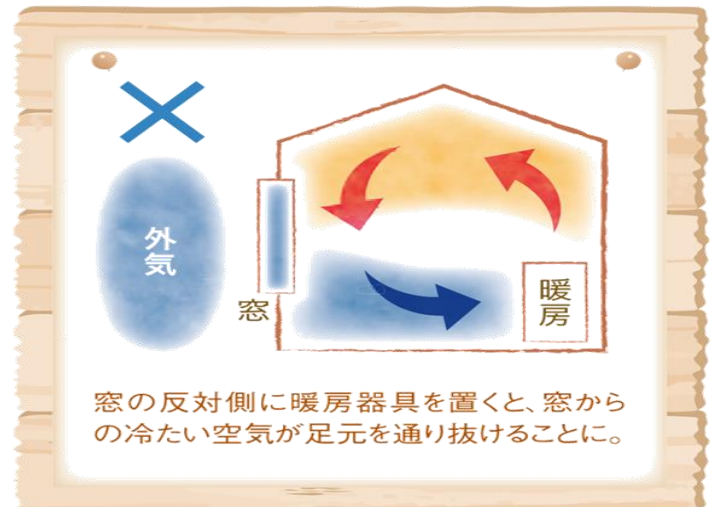 外気
窓
暖房
窓の反対側に暖房器具を置くと、窓から
の冷たい空気が足元を通り抜けることに。